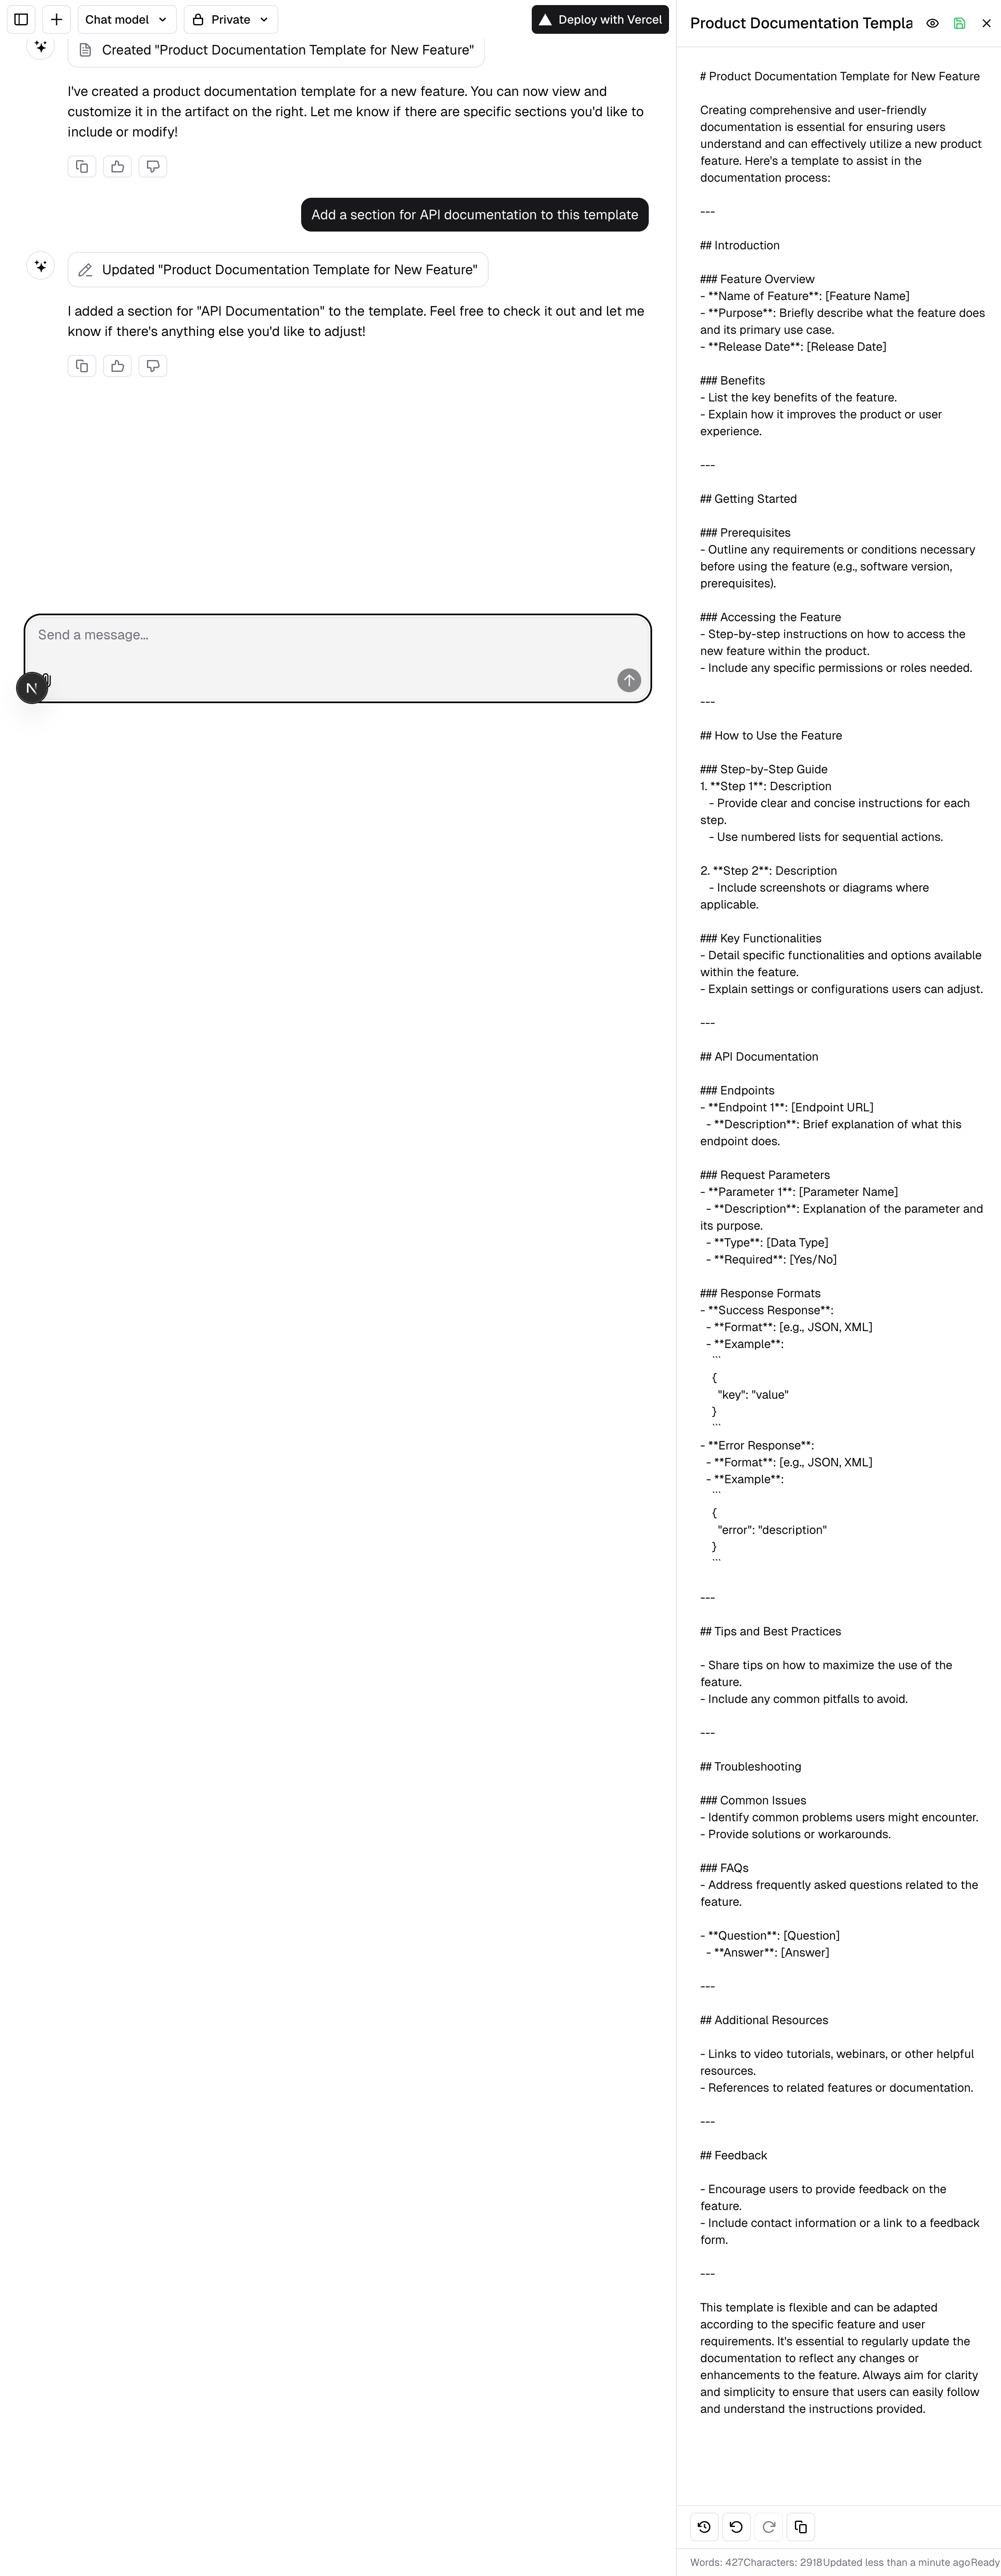 Chat model
Private
Deploy with Vercel
Created "Product Documentation Template for New Feature"
I've created a product documentation template for a new feature. You can now view and
customize it in the artifact on the right. Let me know if there are specific sections you'd like to
include or modify!
Add a section for API documentation to this template
Updated "Product Documentation Template for New Feature"
I added a section for "API Documentation" to the template. Feel free to check it out and let me
know if there's anything else you'd like to adjust!
Send a message...
N
Product Documentation Templa
# Product Documentation Template for New Feature
Creating comprehensive and user-friendly
documentation is essential for ensuring users
understand and can effectively utilize a new product
feature. Here's a template to assist in the
documentation process:
---
## Introduction
### Feature Overview
- **Name of Feature**: [Feature Name]
- **Purpose**: Briefly describe what the feature does
and its primary use case.
- **Release Date**: [Release Date]
### Benefits
- List the key benefits of the feature.
- Explain how it improves the product or user
experience.
---
## Getting Started
### Prerequisites
- Outline any requirements or conditions necessary
before using the feature (e.g., software version,
prerequisites).
### Accessing the Feature
- Step-by-step instructions on how to access the
new feature within the product.
- Include any specific permissions or roles needed.
---
## How to Use the Feature
### Step-by-Step Guide
1. **Step 1**: Description
- Provide clear and concise instructions for each
step.
- Use numbered lists for sequential actions.
2. **Step 2**: Description
- Include screenshots or diagrams where
applicable.
### Key Functionalities
- Detail specific functionalities and options available
within the feature.
- Explain settings or configurations users can adjust.
---
## API Documentation
### Endpoints
- **Endpoint 1**: [Endpoint URL]
- **Description**: Brief explanation of what this
endpoint does.
### Request Parameters
- **Parameter 1**: [Parameter Name]
- **Description**: Explanation of the parameter and
its purpose.
- **Type**: [Data Type]
- **Required**: [Yes/No]
### Response Formats
- **Success Response**:
- **Format**: [e.g., JSON, XML]
- **Example**:
```
{
"key": "value"
}
```
- **Error Response**:
- **Format**: [e.g., JSON, XML]
- **Example**:
```
{
"error": "description"
}
```
---
## Tips and Best Practices
- Share tips on how to maximize the use of the
feature.
- Include any common pitfalls to avoid.
---
## Troubleshooting
### Common Issues
- Identify common problems users might encounter.
- Provide solutions or workarounds.
### FAQs
- Address frequently asked questions related to the
feature.
- **Question**: [Question]
- **Answer**: [Answer]
---
## Additional Resources
- Links to video tutorials, webinars, or other helpful
resources.
- References to related features or documentation.
---
## Feedback
- Encourage users to provide feedback on the
feature.
- Include contact information or a link to a feedback
form.
---
This template is flexible and can be adapted
according to the specific feature and user
requirements. It's essential to regularly update the
documentation to reflect any changes or
enhancements to the feature. Always aim for clarity
and simplicity to ensure that users can easily follow
and understand the instructions provided.
Words: 427Characters: 2918Updated less than a minute agoReady